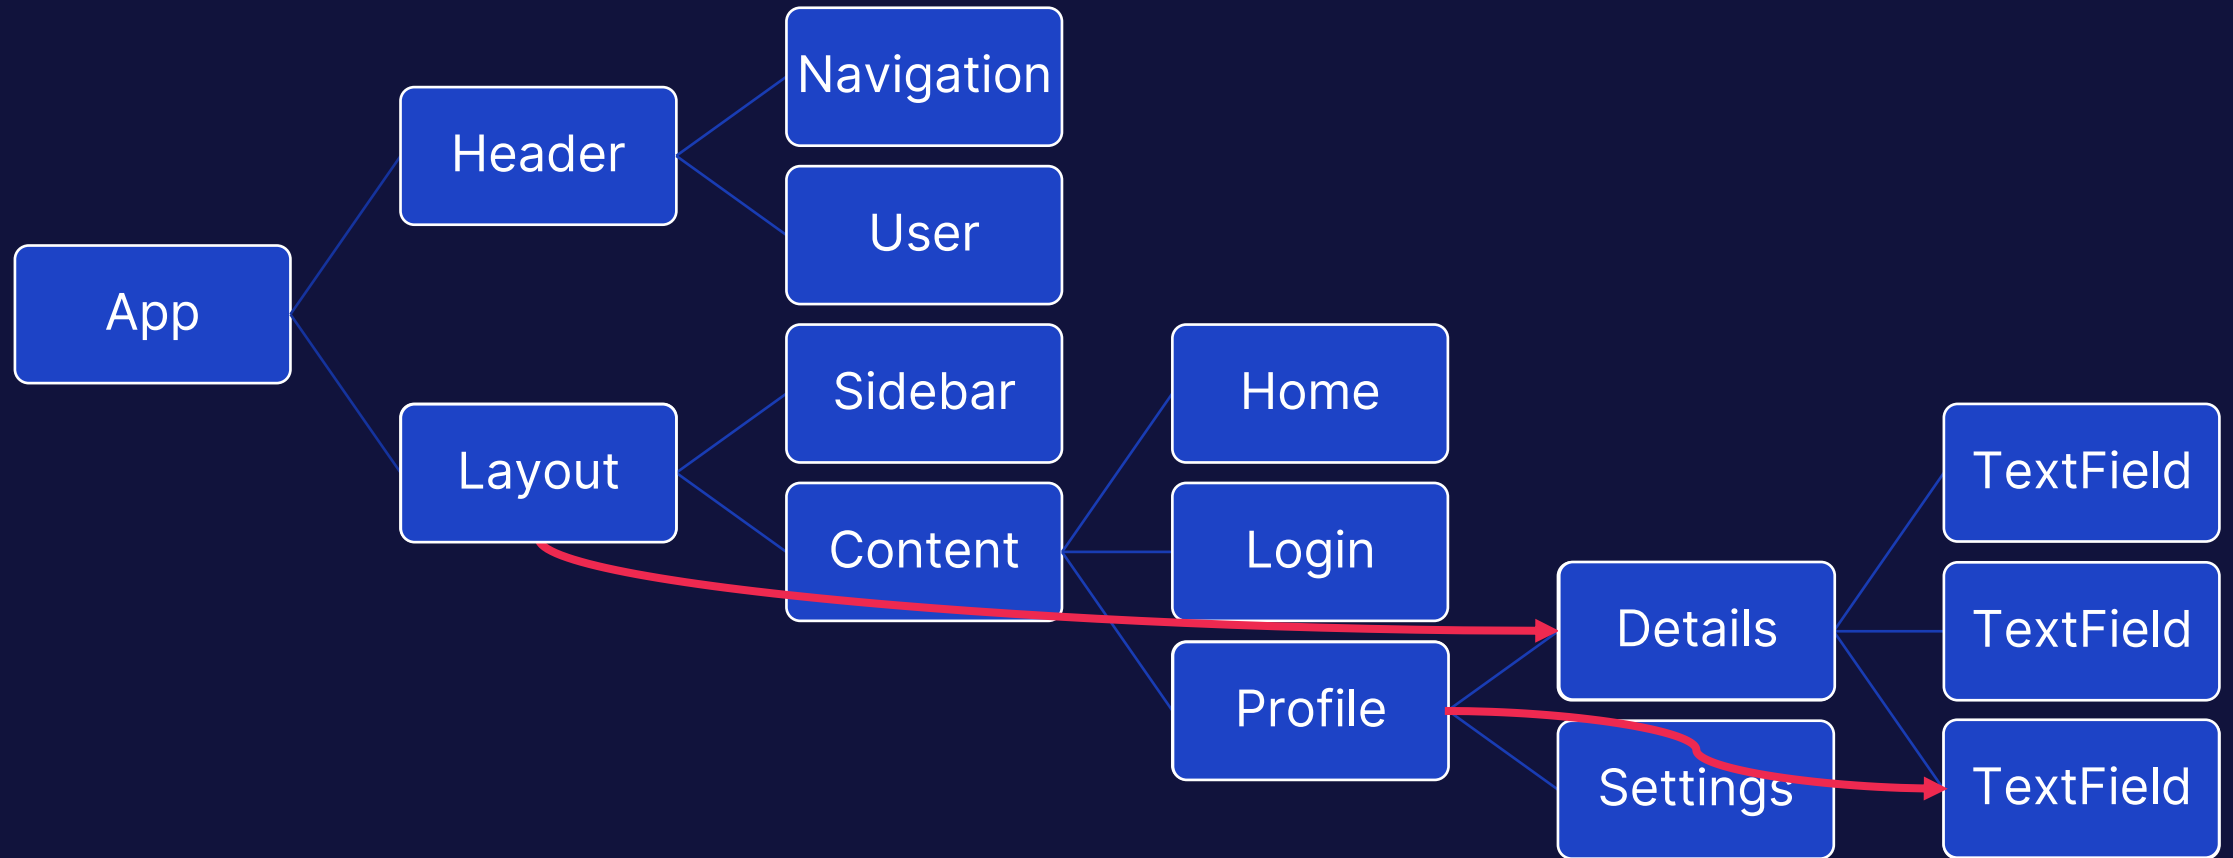 App
Header
Layout
Navigation
User
Sidebar
Content
Home
Login
Profile
Details
Settings
TextField
TextField
TextField